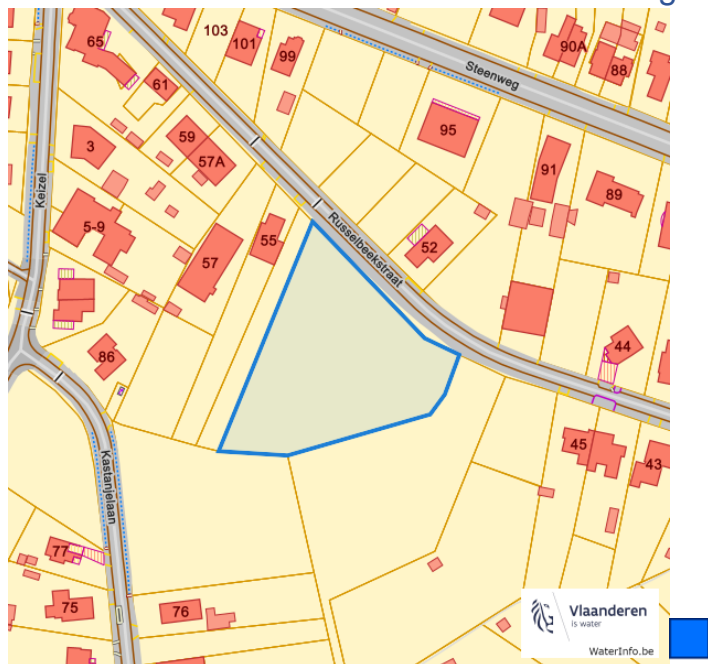 g
65
103
101
99
90A
88
61
Steenweg
95
3
59
57A
91
89
Keizel
5-9
55
Russelbeekstraat
52
57
44
86
45
43
Kastanjelaan
77
75
76
Vlaanderen
is water
WaterInfo.be